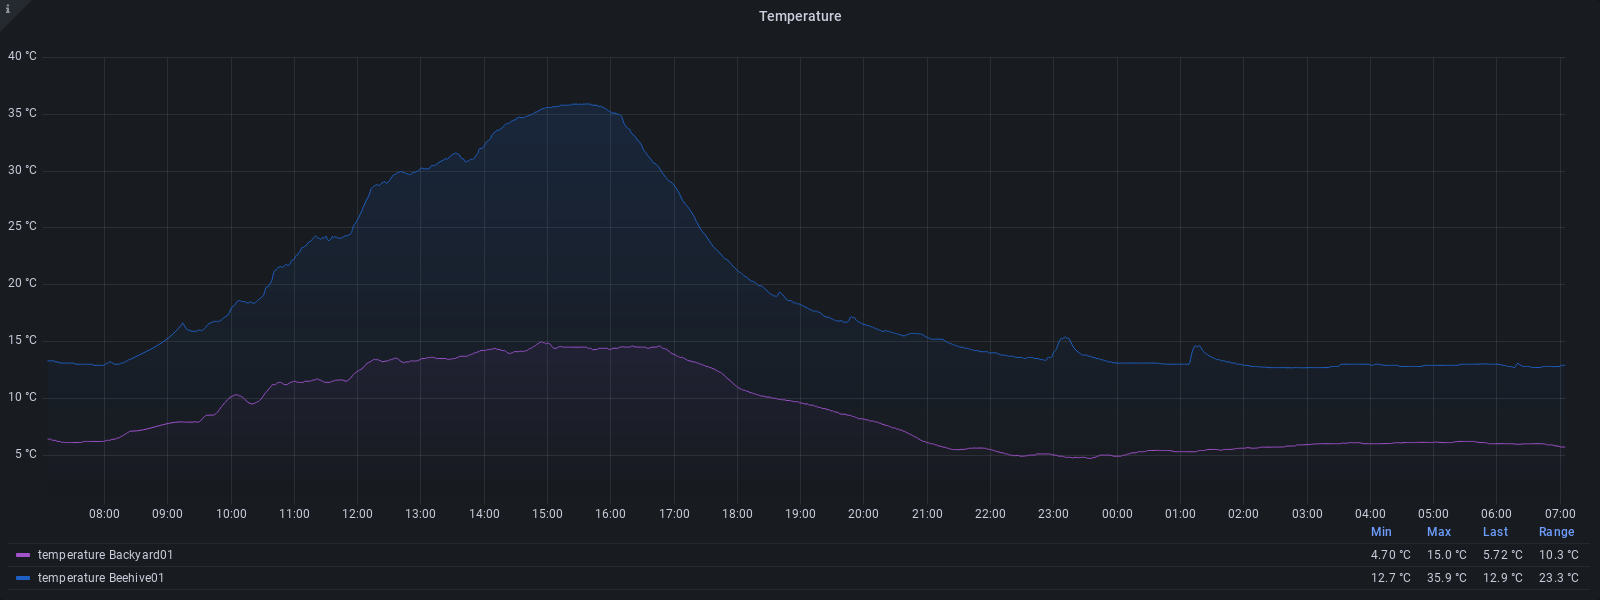 i
Temperature
40 °C
35 °C
30 °C
25 °C
20 °C
15 °C
10 °C
5 °C
08:00 09:00 10:00 11:00 12:00 13:00 14:00 15:00 16:00 17:00 18:00 19:00 20:00 21:00 22:00 23:00 00:00 01:00 02:00 03:00 04:00 05:00 06:00 07:00
Min Max Last Range
temperature Backyard01 4.70 °C 15.0 °C 5.72 °C 10.3 °C
temperature Beehive01 12.7 °C 35.9 °C 12.9 °C 23.3 °C